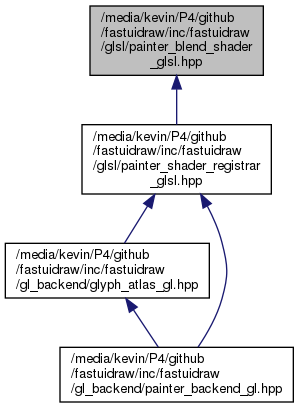 /media/kevin/P4/github
/fastuidraw/inc/fastuidraw
/glsl/painter_blend_shader
_glsl.hpp
/media/kevin/P4/github
/fastuidraw/inc/fastuidraw
/glsl/painter_shader_registrar
_glsl.hpp
/media/kevin/P4/github
/fastuidraw/inc/fastuidraw
/gl_backend/glyph_atlas_gl.hpp
/media/kevin/P4/github
/fastuidraw/inc/fastuidraw
/gl_backend/painter_backend_gl.hpp